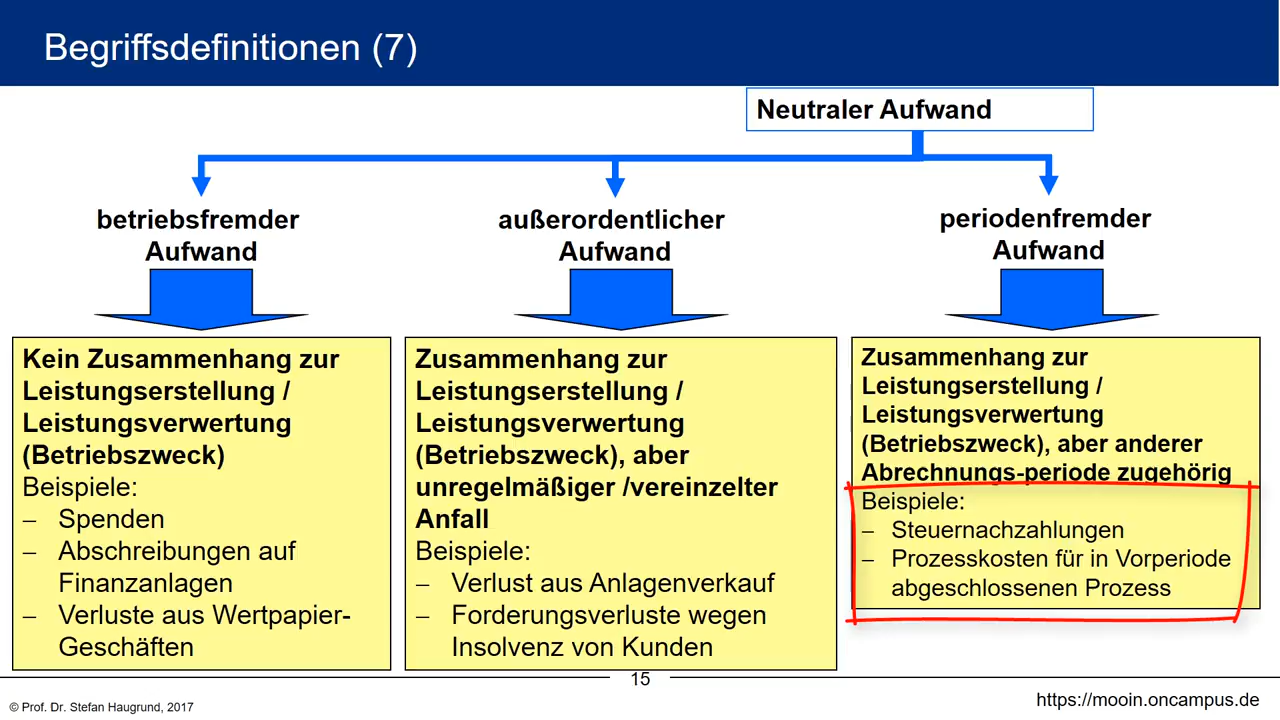 Begriffsdefinitionen (7)
Neutraler Aufwand
betriebsfremder
Aufwand
Kein Zusammenhang zur
Leistungserstellung /
Leistungsverwertung
(Betriebszweck)
Beispiele:
– Spenden
– Abschreibungen auf
Finanzanlagen
– Verluste aus Wertpapier-
Geschäften
außerordentlicher
Aufwand
Zusammenhang zur
Leistungserstellung /
Leistungsverwertung
(Betriebszweck), aber
unregelmäßiger /vereinzelter
Anfall
Beispiele:
– Verlust aus Anlagenverkauf
– Forderungsverluste wegen
Insolvenz von Kunden
periodenfremder
Aufwand
Zusammenhang zur
Leistungserstellung /
Leistungsverwertung
(Betriebszweck), aber anderer
Abrechnungs-periode zugehörig
Beispiele:
– Steuernachzahlungen
– Prozesskosten für in Vorperiode
abgeschlossenen Prozess
15
© Prof. Dr. Stefan Haugrund, 2017
https://mooin.oncampus.de